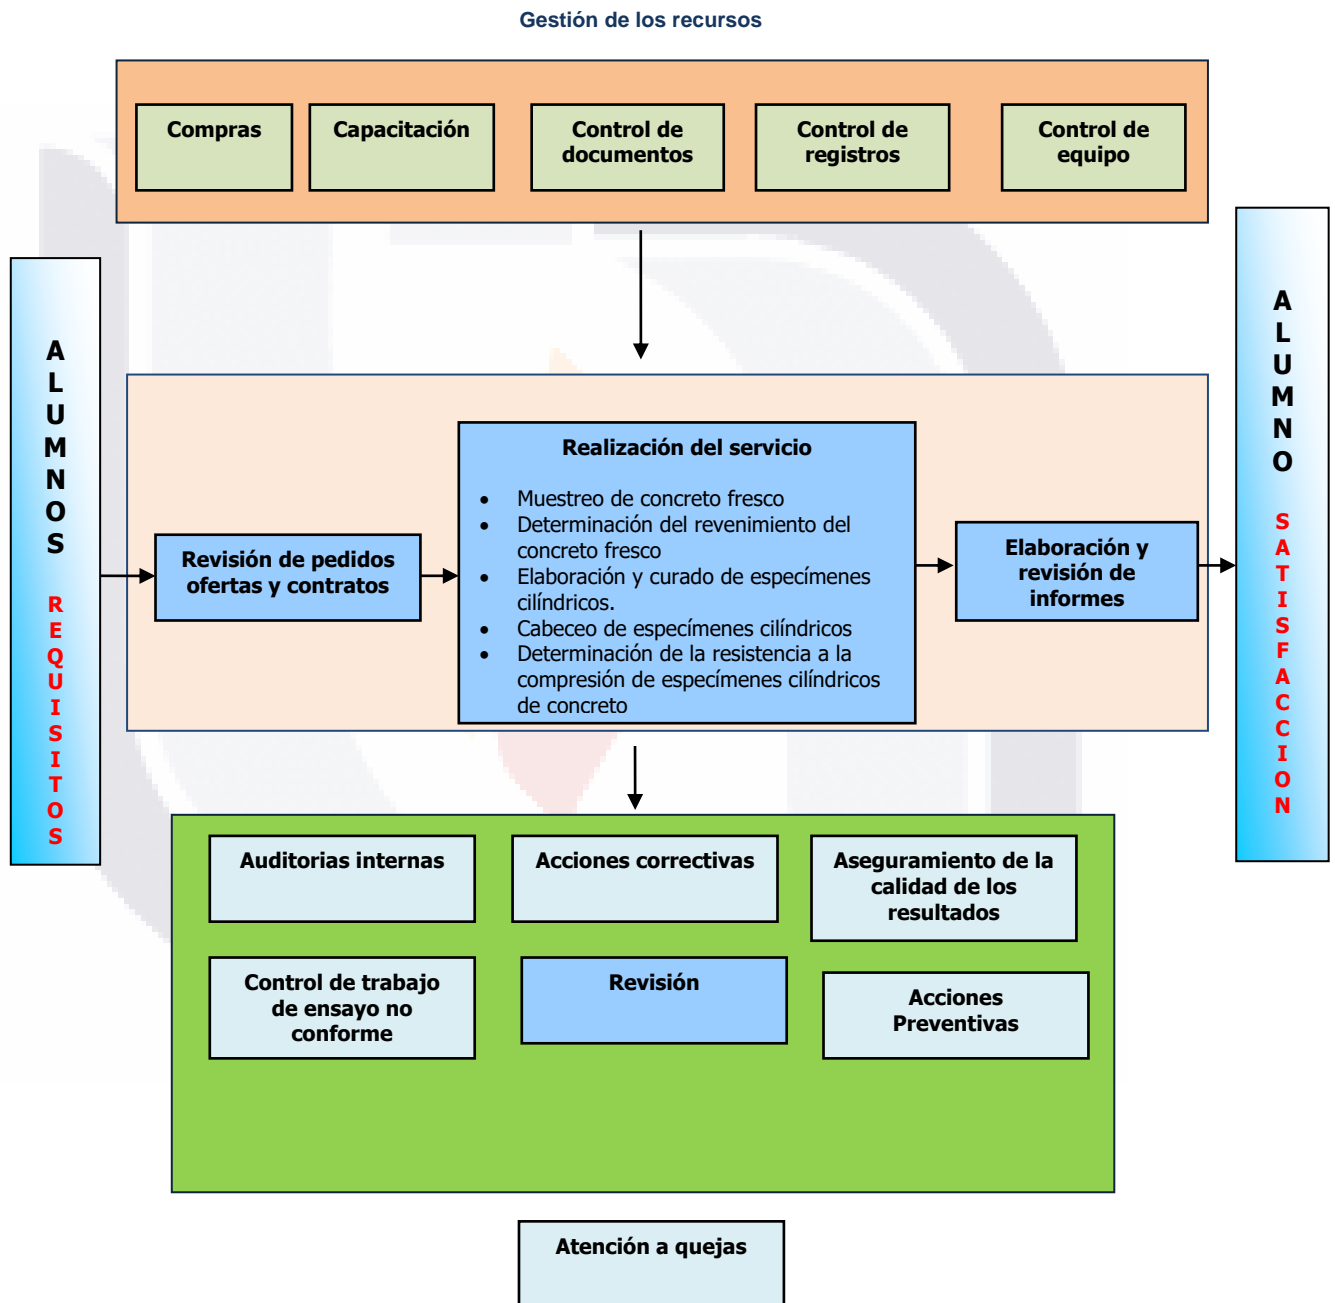 Gestión de los recursos
Compras
Capacitación
Control de
documentos
Control de
registros
Control de
equipo
ALUMNOS
REQUISITOS
Revisión de pedidos
ofertas y contratos
Realización del servicio
• Muestreo de concreto fresco
• Determinación del revenimiento del
concreto fresco
• Elaboración y curado de especímenes
cilíndricos.
• Cabeceo de especímenes cilíndricos
• Determinación de la resistencia a la
compresión de especímenes cilíndricos
de concreto
Elaboración y
revisión de
informes
ALUMNO
SATISFACCION
Auditorias internas
Acciones correctivas
Aseguramiento de la
calidad de los
resultados
Control de trabajo
de ensayo no
conforme
Revisión
Acciones
Preventivas
Atención a quejas